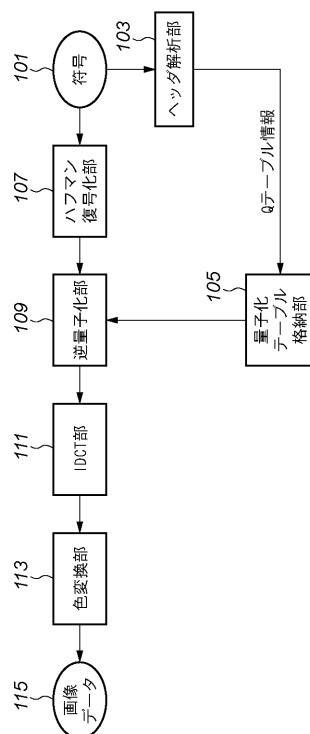 101
符号
103
ヘッダ解析部
107
ハフマン
復号化部
Qテーブル情報
109
逆量子化部
105
量子化
テーブル
格納部
111
IDCT部
113
色変換部
115
画像
データ